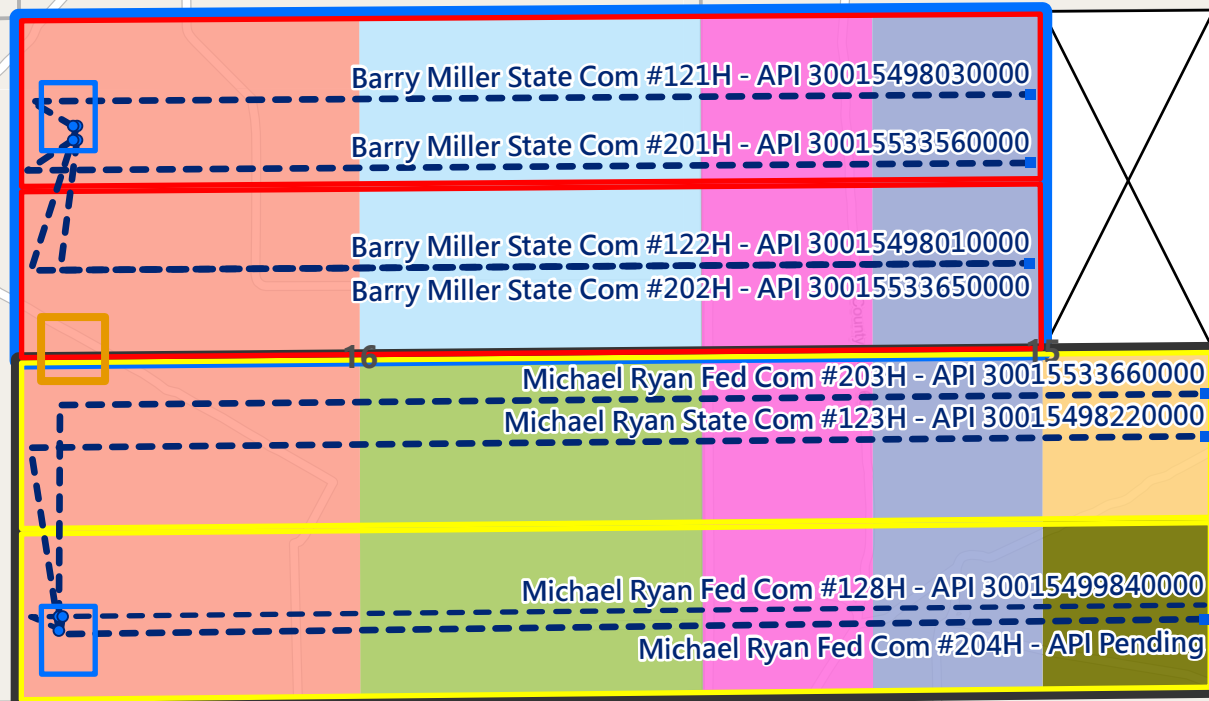 Barry Miller State Com #121H - API 30015498030000
Barry Miller State Com #201H - API 30015533560000
Barry Miller State Com #122H - API 30015498010000
Barry Miller State Com #202H - API 30015533650000
County
16
15
Michael Ryan Fed Com #203H - API 30015533660000
Michael Ryan State Com #123H - API 30015498220000
Michael Ryan Fed Com #128H - API 30015499840000
Michael Ryan Fed Com #204H - API Pending